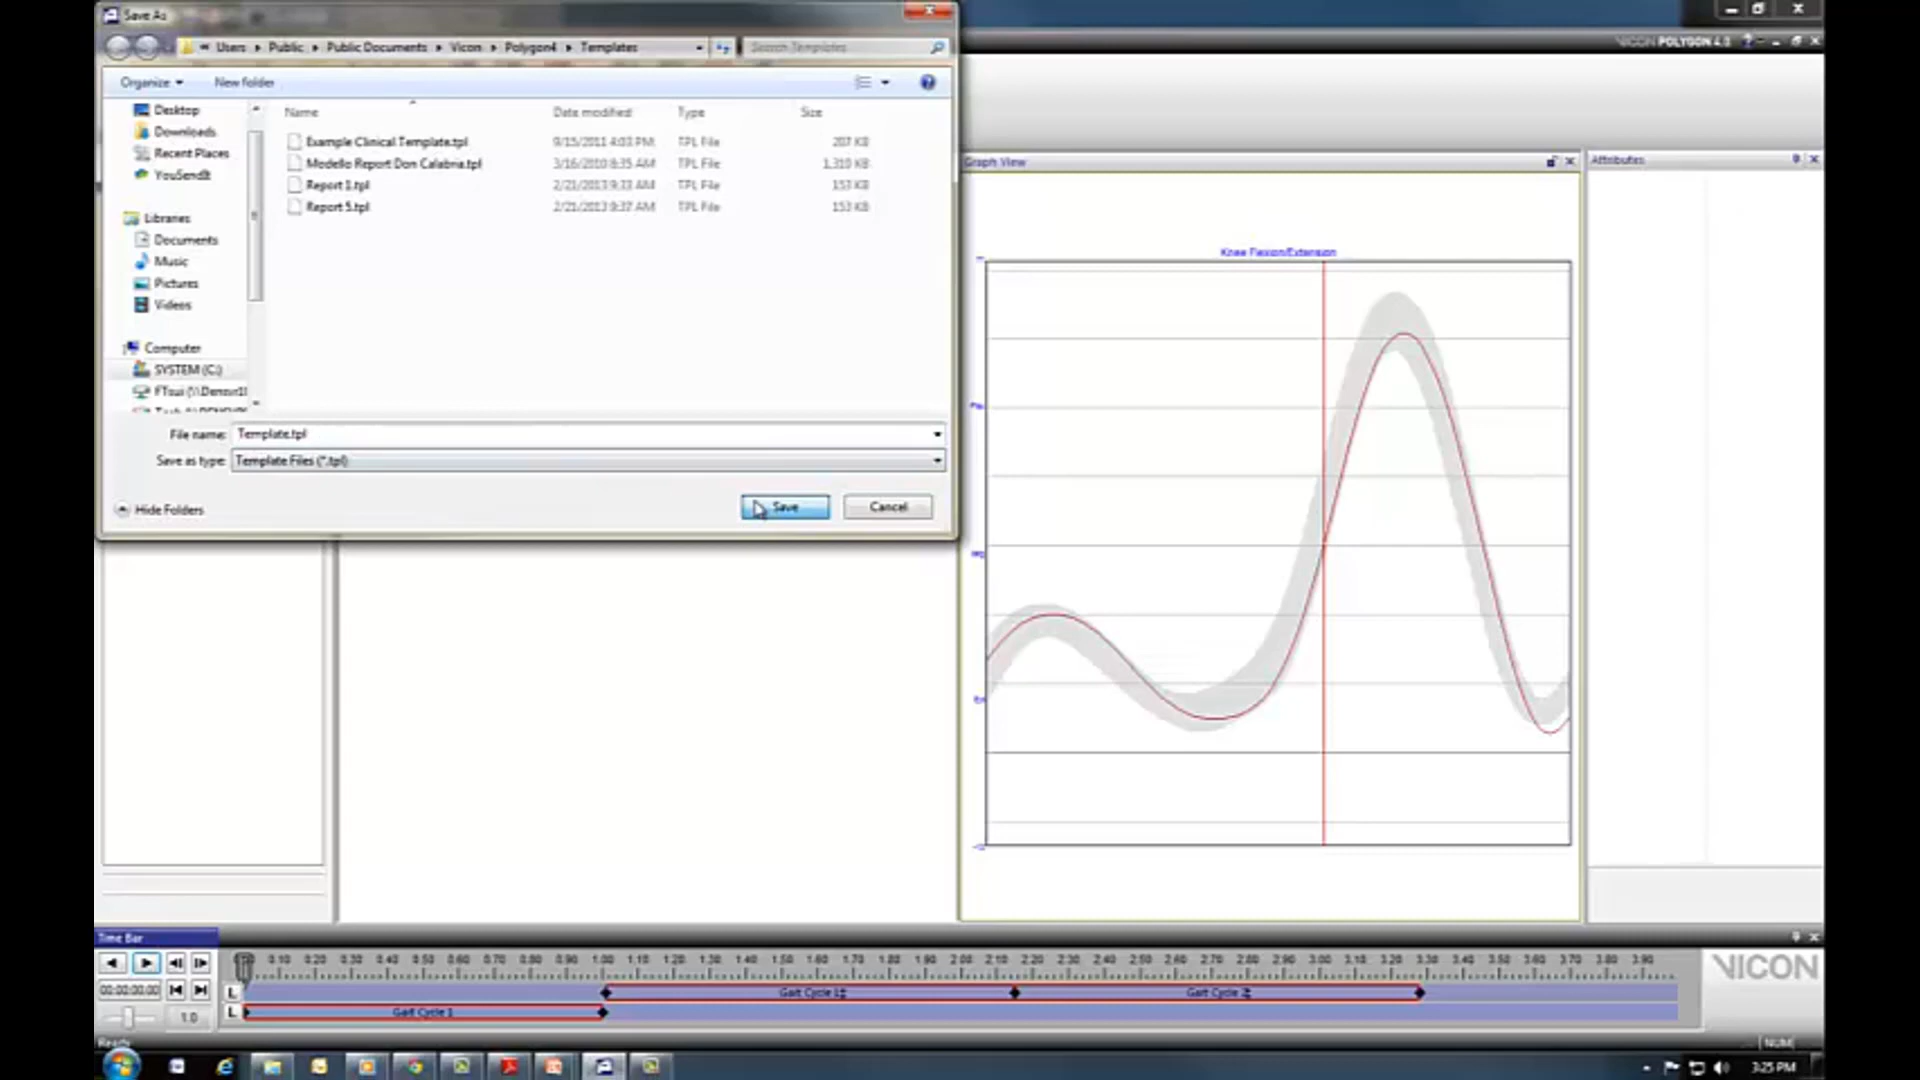 Save As
Users ▸ Public ▸ Public Documents ▸ Vicon ▸ Polygon4 ▸ Templates
Search Templates
VICON POLYGON 4.0
Organize
New folder
Desktop
Downloads
Recent Places
YouSendIt
Libraries
Documents
Music
Pictures
Videos
Computer
SYSTEM (C:)
Name Date modified Type Size
Example Clinical Template.tpl 9/15/2011 4:03 PM TPL File 207 KB
Modello Report Don Calabria.tpl 3/16/2010 8:35 AM TPL File 1,310 KB
Report 1.tpl 2/21/2013 9:33 AM TPL File 153 KB
Report 5.tpl 2/21/2013 9:37 AM TPL File 153 KB
File name: Template.tpl
Save as type: Template Files (*.tpl)
Hide Folders
Save
Cancel
Graph View
Attributes
Knee Flexion/Extension
Time Bar
0.10 0.20 0.30 0.40 0.50 0.60 0.70 0.80 0.90 1.00 1.10 1.20 1.30 1.40 1.50 1.60 1.70 1.80 1.90 2.00 2.10 2.20 2.30 2.40 2.50 2.60 2.70 2.80 2.90 3.00 3.10 3.20 3.30 3.40 3.50 3.60 3.70 3.80 3.90
VICON
00:00:00.00
L
Gait Cycle 1
Gait Cycle 2
1.0
L
Gait Cycle 1
Ready
NUM
3:25 PM